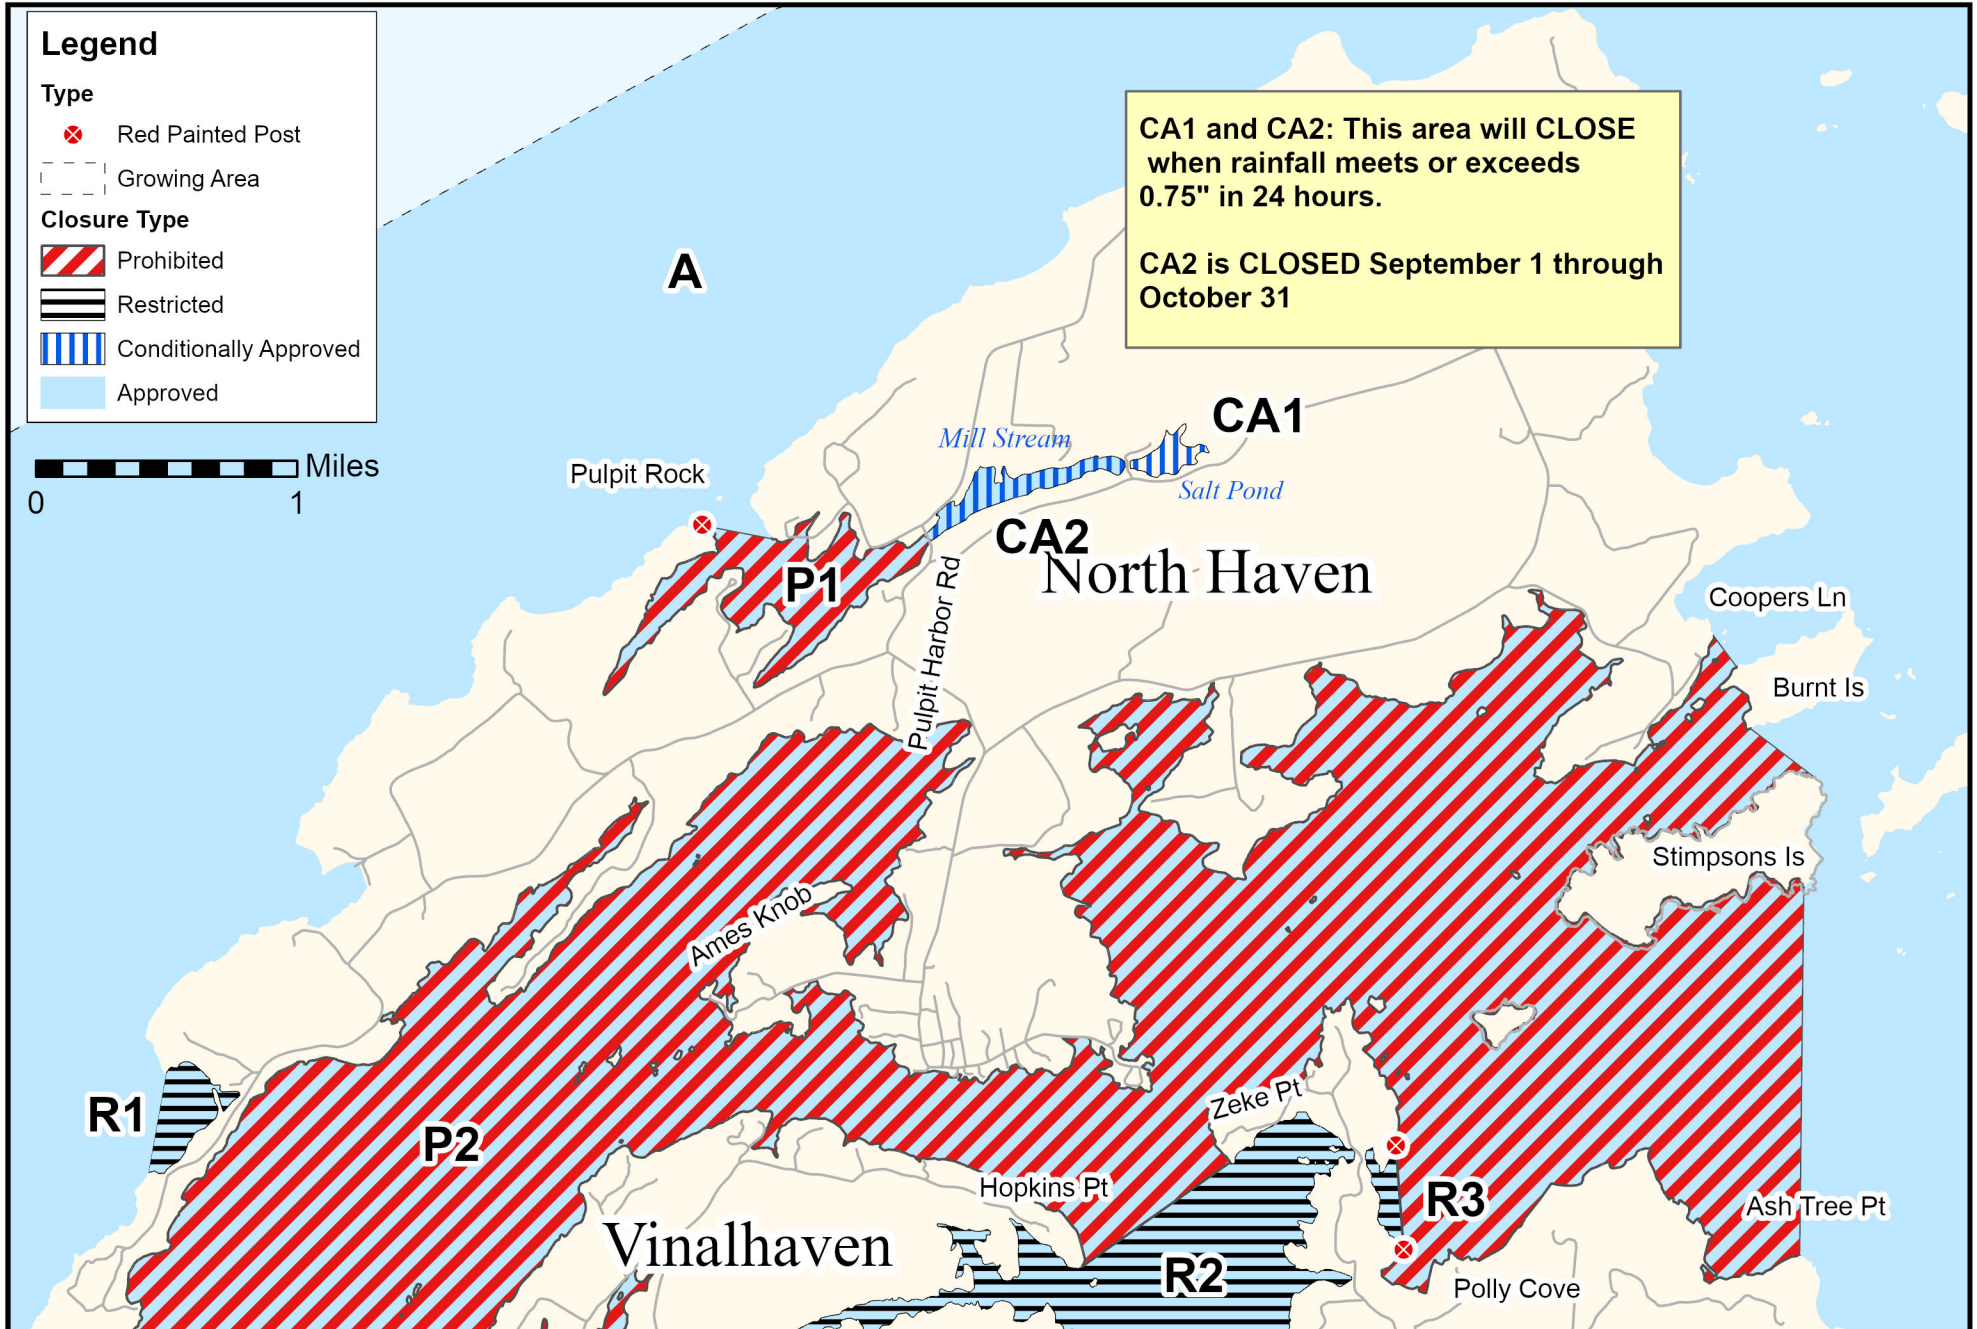 Legend
Type
Red Painted Post
Growing Area
Closure Type
Prohibited
Restricted
Conditionally Approved
Approved
Miles
0 1
CA1 and CA2: This area will CLOSE
when rainfall meets or exceeds
0.75" in 24 hours.
CA2 is CLOSED September 1 through
October 31
A
CA1
Mill Stream
Pulpit Rock
Salt Pond
CA2
North Haven
P1
Pulpit Harbor Rd
Coopers Ln
Burnt Is
Stimpsons Is
Ames Knob
R1
P2
Zeke Pt
Hopkins Pt
R3
Ash Tree Pt
Vinalhaven
R2
Polly Cove